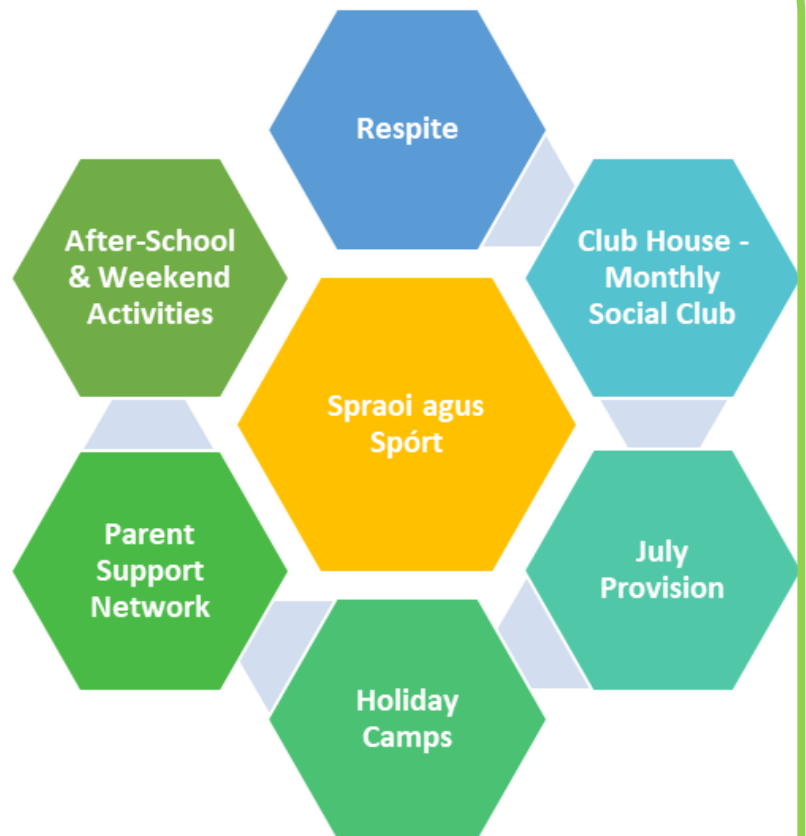 Respite
After-School
& Weekend
Activities
Club House -
Monthly
Social Club
Spraoi agus
Spórt
Parent
Support
Network
July
Provision
Holiday
Camps